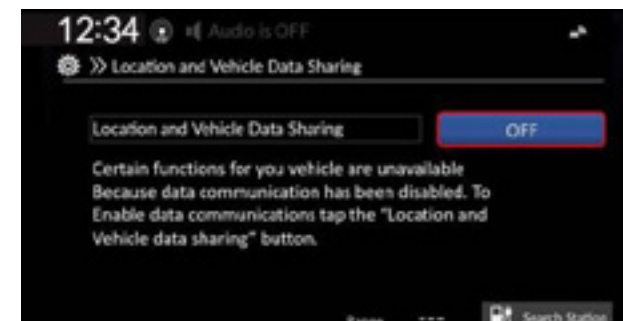 12:34 Audio is OFF
» Location and Vehicle Data Sharing
Location and Vehicle Data Sharing OFF
Certain functions for you vehicle are unavailable
Because data communication has been disabled. To
Enable data communications tap the "Location and
Vehicle data sharing" button.
Range --- Search Station